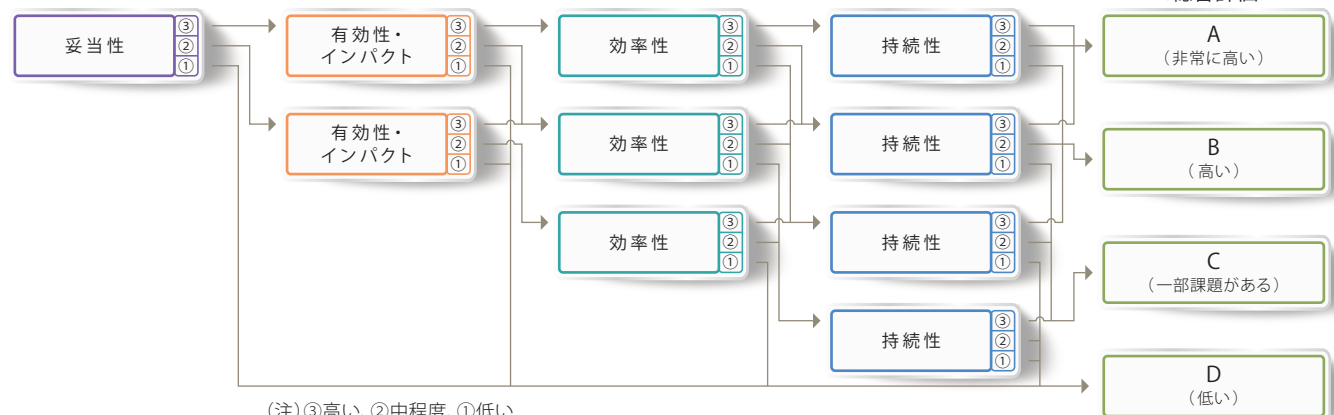 妥当性
③
②
①
有効性・
インパクト
③
②
①
有効性・
インパクト
③
②
①
効率性
③
②
①
効率性
③
②
①
効率性
③
②
①
持続性
③
②
①
持続性
③
②
①
持続性
③
②
①
持続性
③
②
①
A
（非常に高い）
B
（高い）
C
（一部課題がある）
D
（低い）
（注）③高い、②中程度、①低い